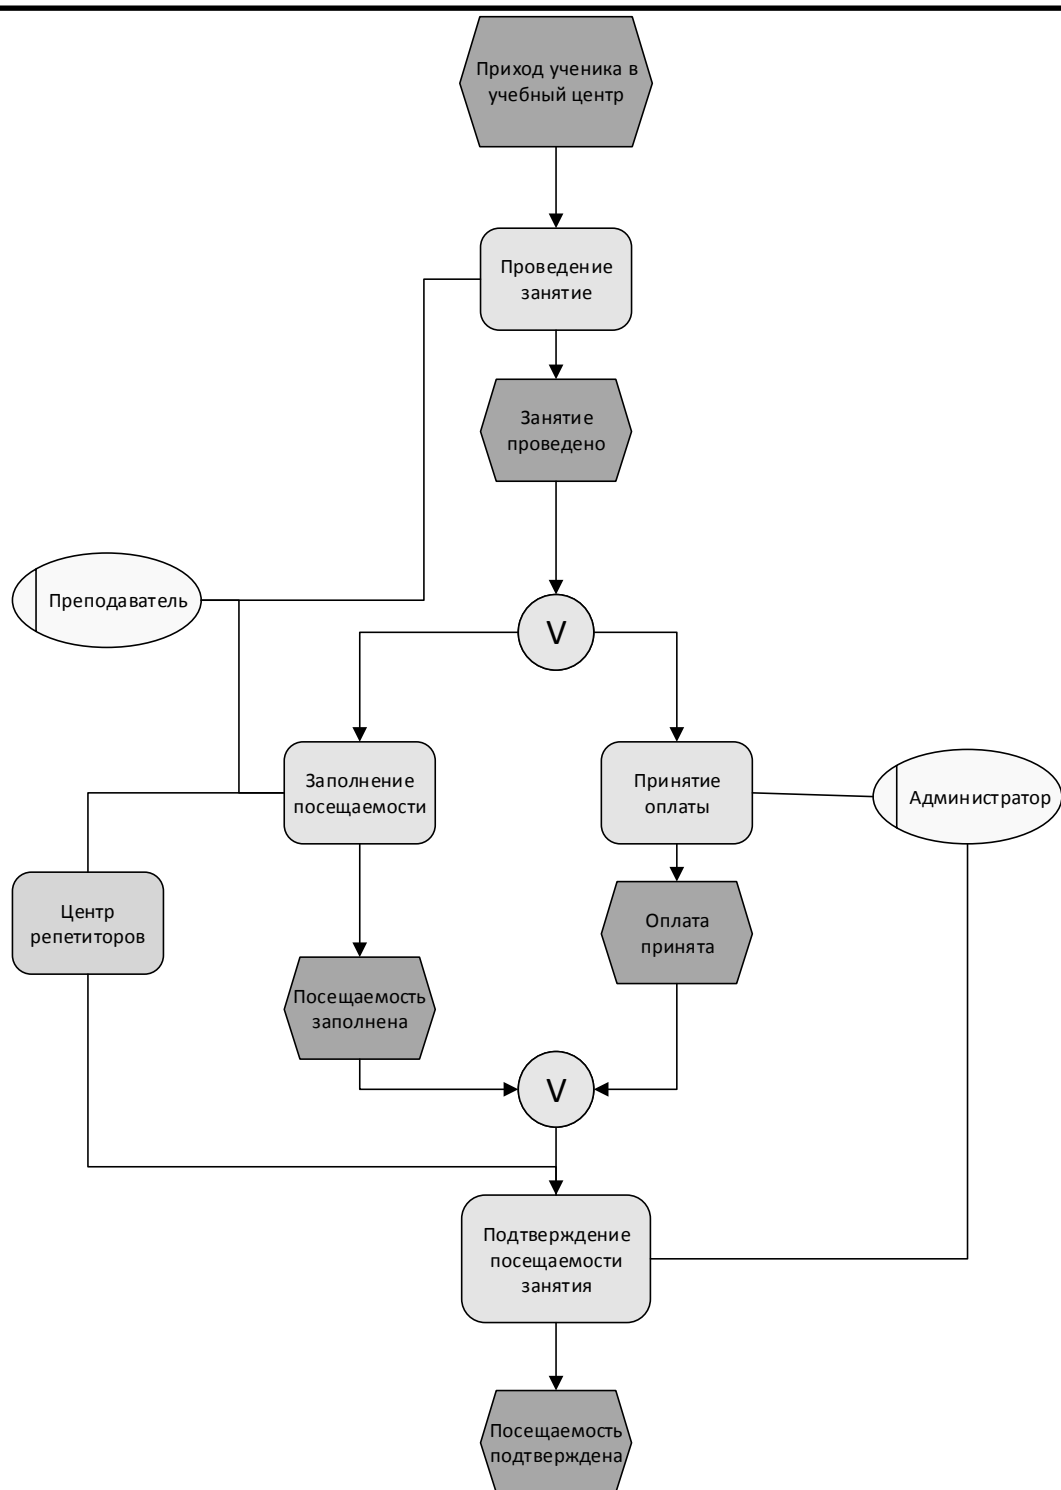 Приход ученика в
учебный центр
Проведение
занятие
Занятие
проведено
Преподаватель
V
Заполнение
посещаемости
Принятие
оплаты
Администратор
Центр
репетиторов
Оплата
принята
Посещаемость
заполнена
V
Подтверждение
посещаемости
занятия
Посещаемость
подтверждена